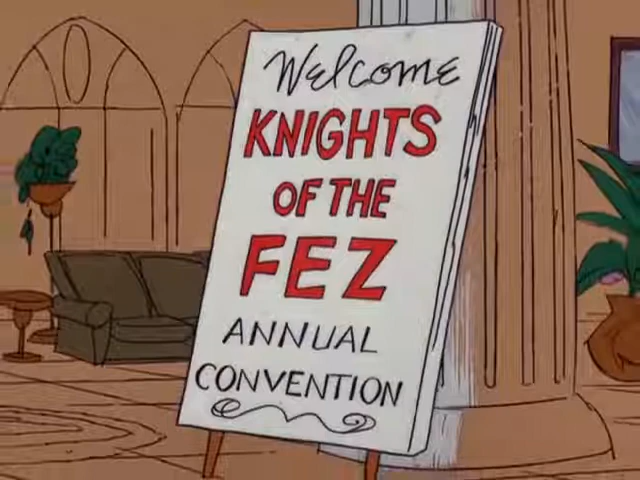 Welcome
KNIGHTS
OF THE
FEZ
ANNUAL
CONVENTION